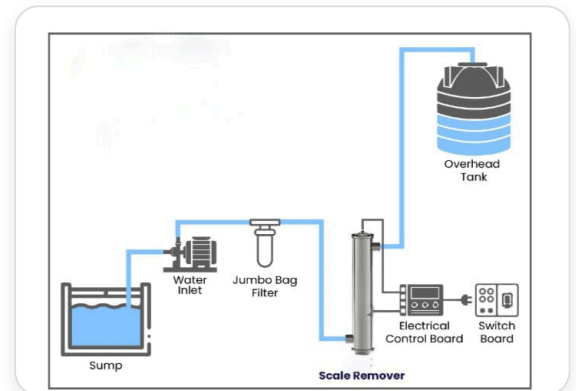 Overhead
Tank
Water
Inlet
Jumbo Bag
Filter
Electrical
Control Board
Switch
Board
Sump
Scale Remover